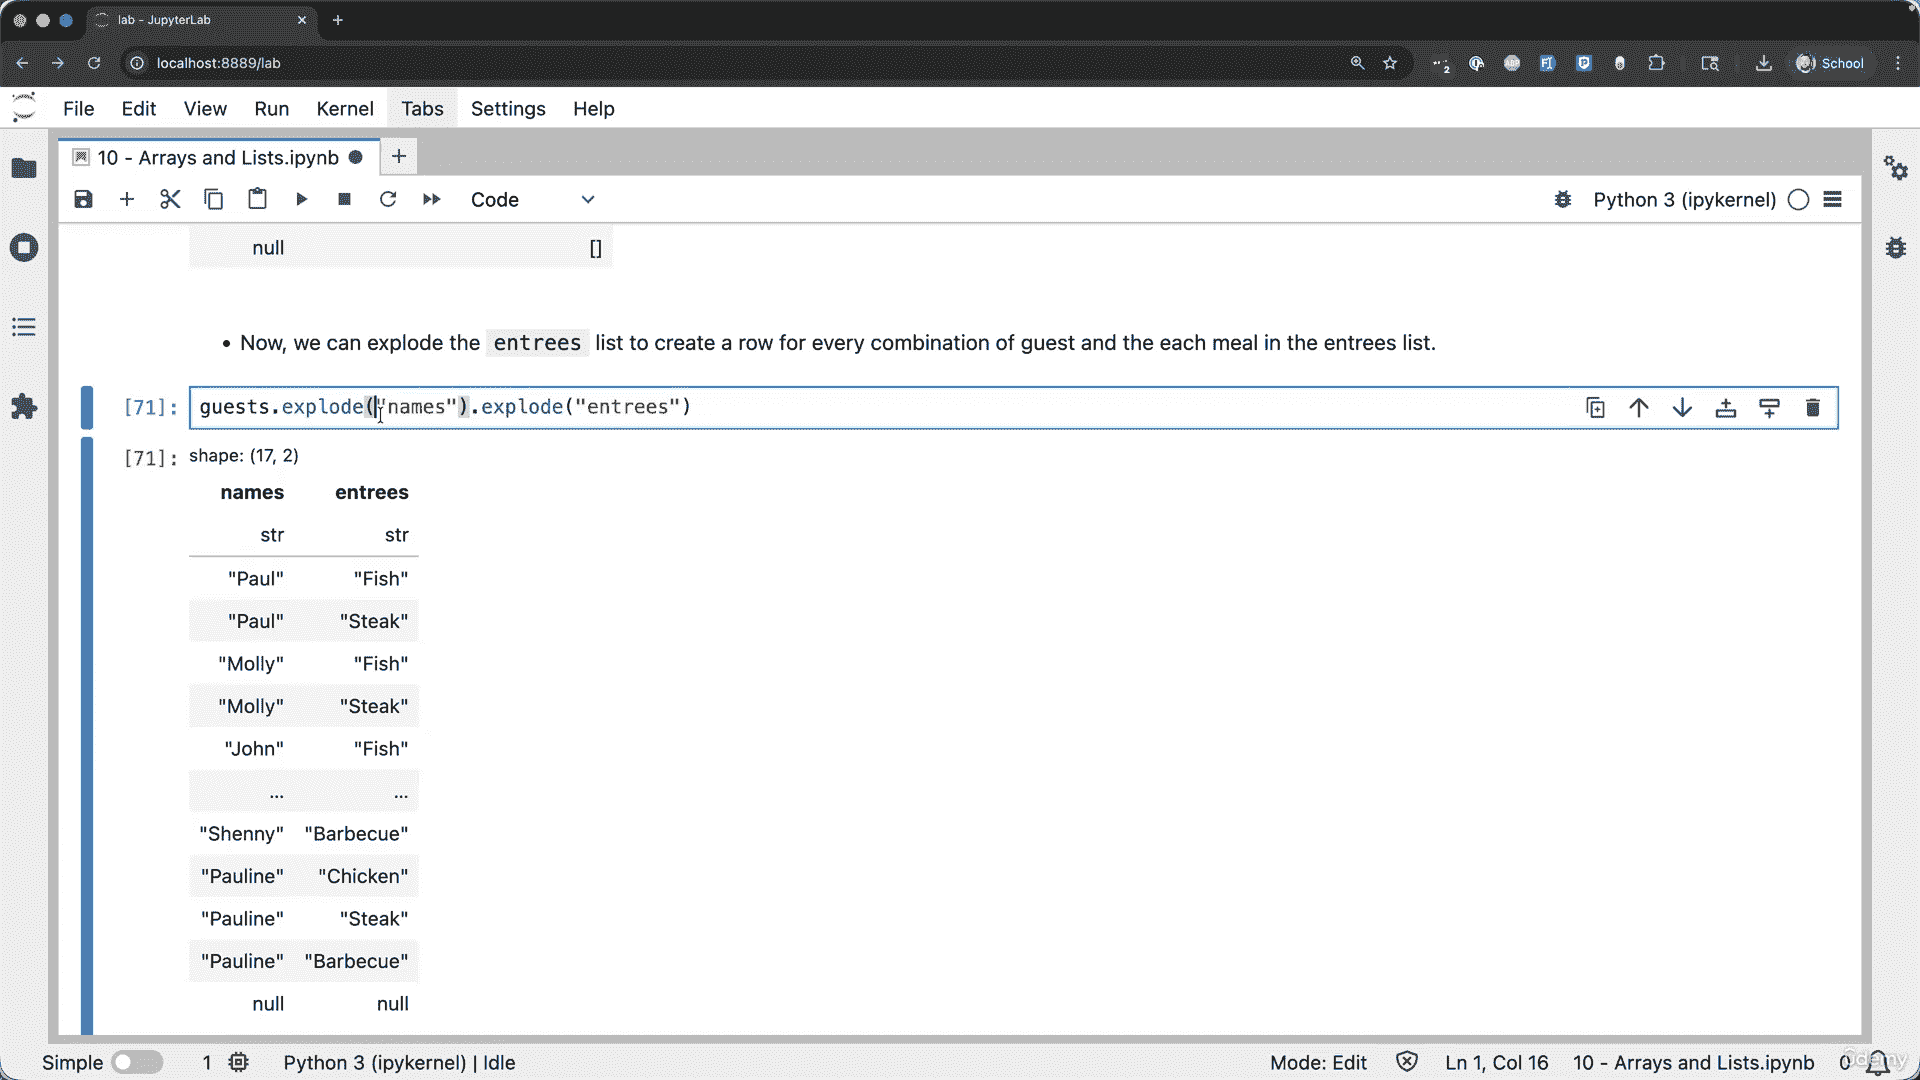 lab - JupyterLab
localhost:8889/lab
2
ABP
School
File Edit View Run Kernel Tabs Settings Help
10 - Arrays and Lists.ipynb
Code
Python 3 (ipykernel)
null []
• Now, we can explode the entrees list to create a row for every combination of guest and the each meal in the entrees list.
[71]: guests.explode("names").explode("entrees")
[71]: shape: (17, 2)
names entrees
str str
"Paul" "Fish"
"Paul" "Steak"
"Molly" "Fish"
"Molly" "Steak"
"John" "Fish"
... ...
"Shenny" "Barbecue"
"Pauline" "Chicken"
"Pauline" "Steak"
"Pauline" "Barbecue"
null null
Simple 1 Python 3 (ipykernel) | Idle Mode: Edit Ln 1, Col 16 10 - Arrays and Lists.ipynb 0
Udemy